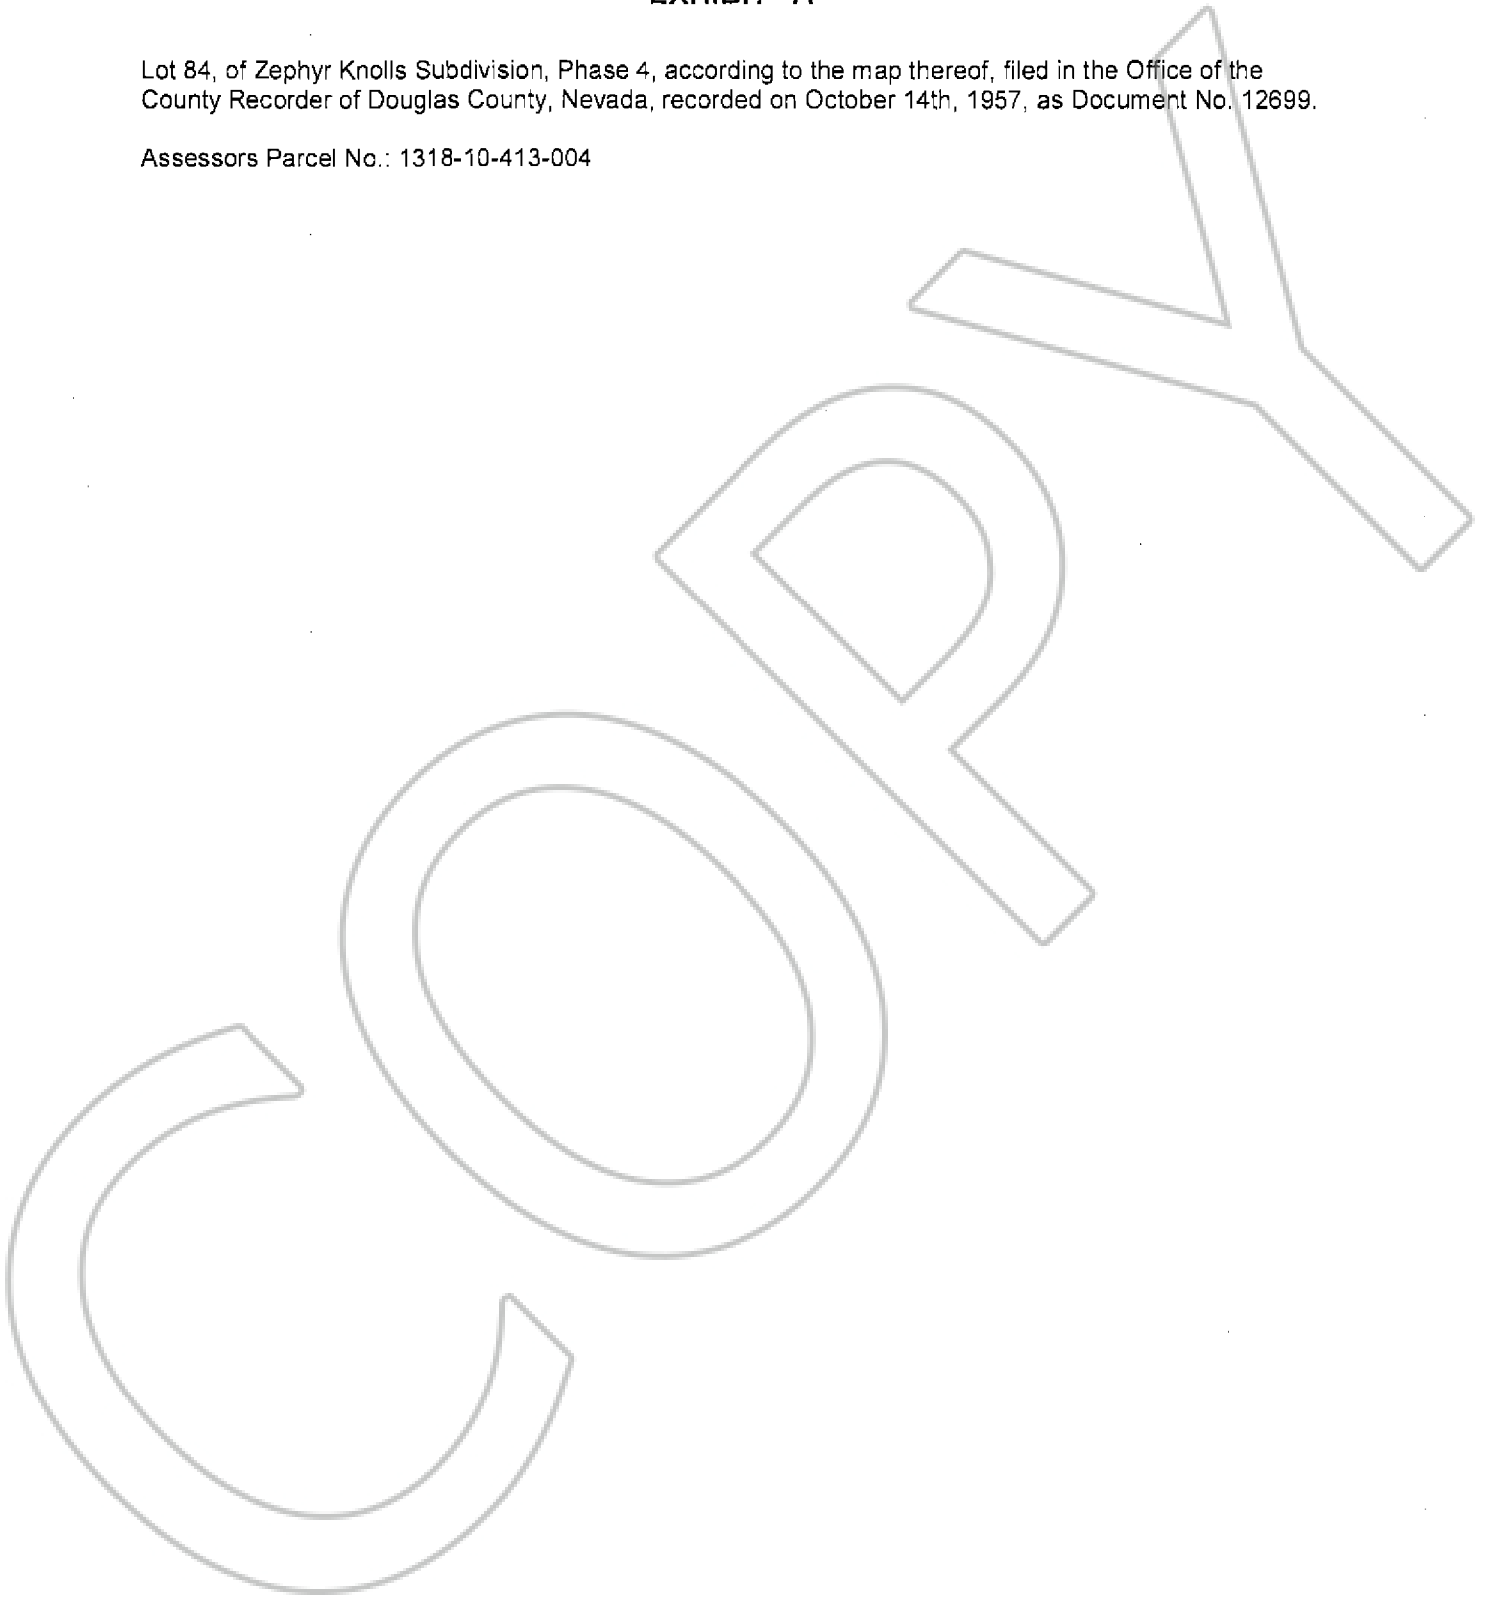 Exhibit "A"
Lot 84, of Zephyr Knolls Subdivision, Phase 4, according to the map thereof, filed in the Office of the
County Recorder of Douglas County, Nevada, recorded on October 14th, 1957, as Document No. 12699.
Assessors Parcel No.: 1318-10-413-004
COPY